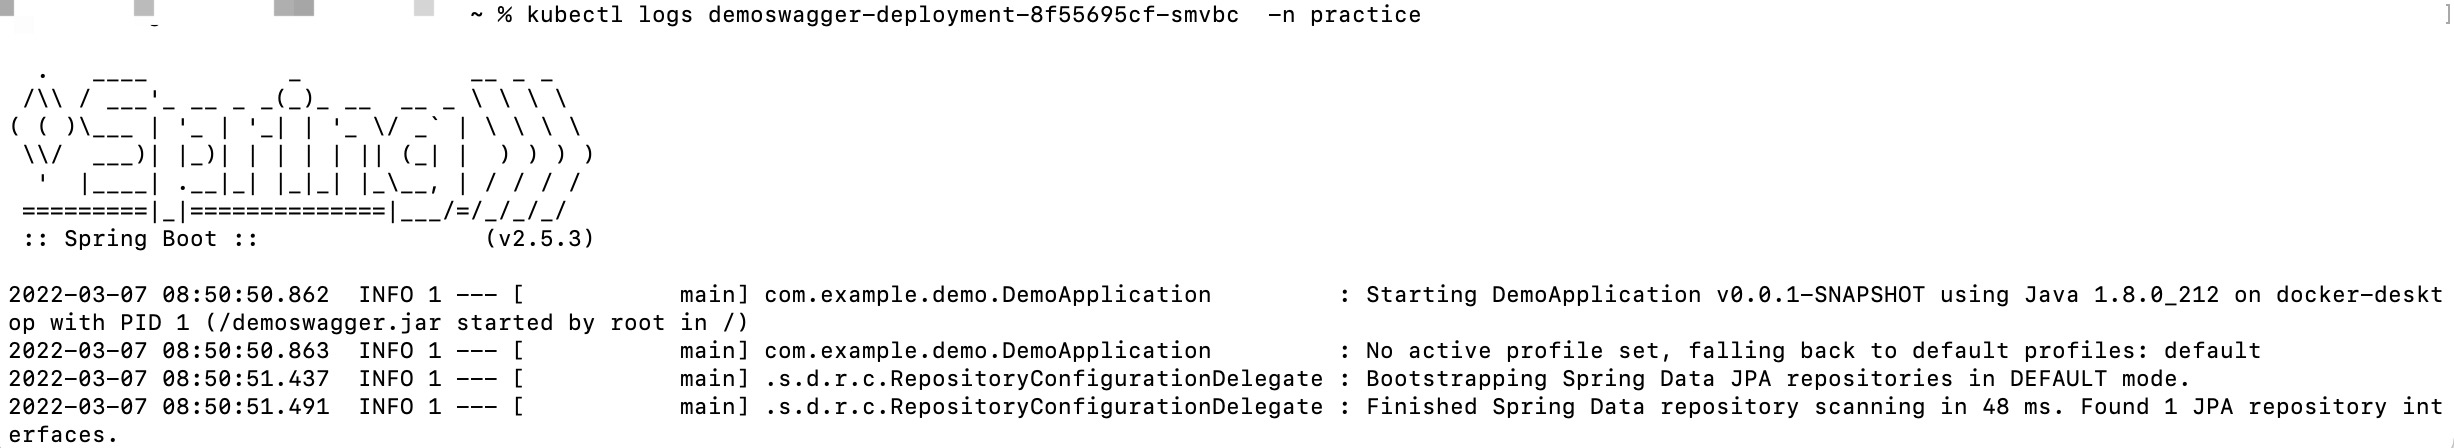 ~ % kubectl logs demoswagger-deployment-8f55695cf-smvbc  -n practice ]
  .   ____          _            __ _ _
 /\\ / ___'_ __ _ _(_)_ __  __ _ \ \ \ \
( ( )\___ | '_ | '_| | '_ \/ _` | \ \ \ \
 \\/  ___)| |_)| | | | | || (_| |  ) ) ) )
  '  |____| .__|_| |_|_| |_\__, | / / / /
 =========|_|==============|___/=/_/_/_/
 :: Spring Boot ::                (v2.5.3)
2022-03-07 08:50:50.862  INFO 1 --- [           main] com.example.demo.DemoApplication         : Starting DemoApplication v0.0.1-SNAPSHOT using Java 1.8.0_212 on docker-deskt
op with PID 1 (/demoswagger.jar started by root in /)
2022-03-07 08:50:50.863  INFO 1 --- [           main] com.example.demo.DemoApplication         : No active profile set, falling back to default profiles: default
2022-03-07 08:50:51.437  INFO 1 --- [           main] .s.d.r.c.RepositoryConfigurationDelegate : Bootstrapping Spring Data JPA repositories in DEFAULT mode.
2022-03-07 08:50:51.491  INFO 1 --- [           main] .s.d.r.c.RepositoryConfigurationDelegate : Finished Spring Data repository scanning in 48 ms. Found 1 JPA repository int
erfaces.